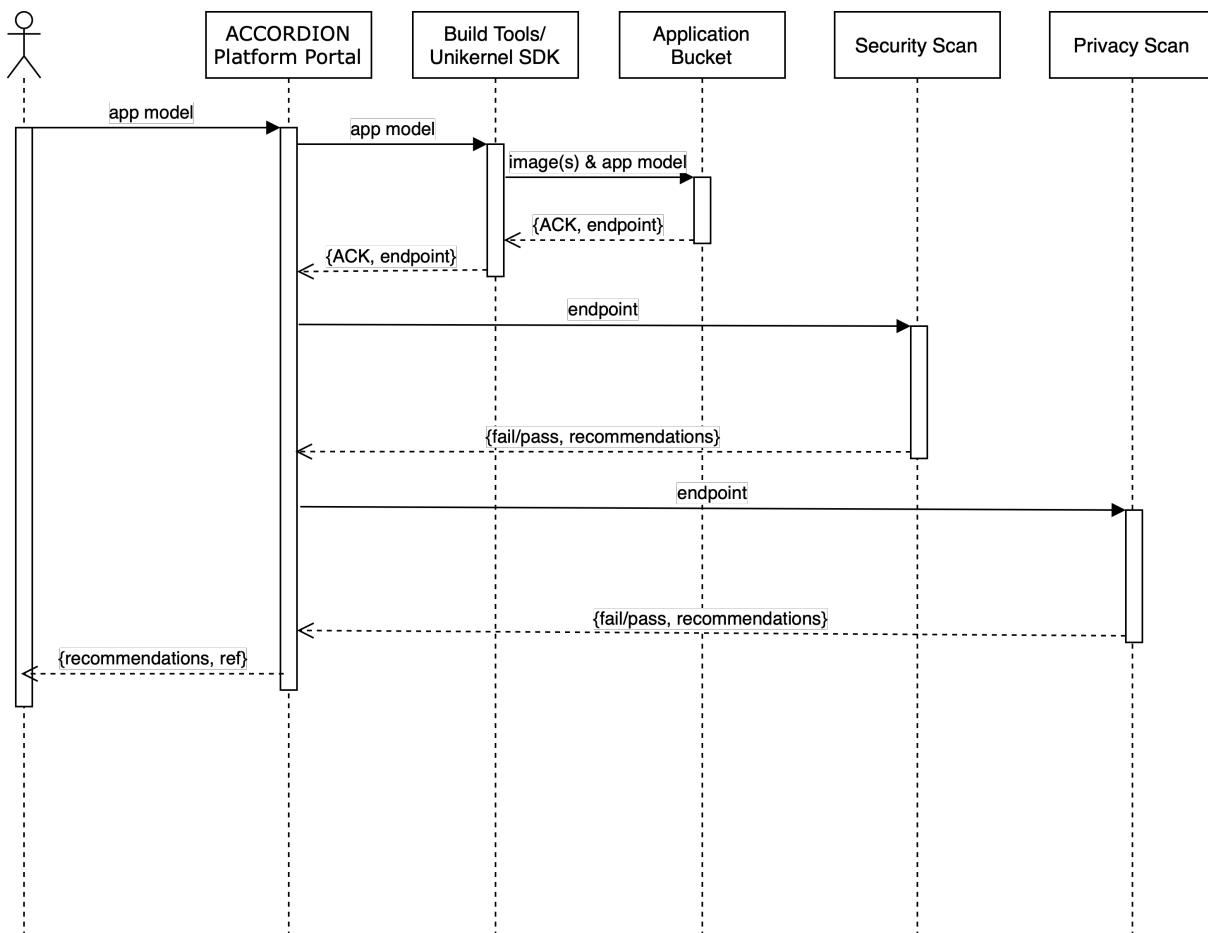 ACCORDION
Platform Portal
Build Tools/
Unikernel SDK
Application
Bucket
Security Scan
Privacy Scan
app model
app model
image(s) & app model
{ACK, endpoint}
{ACK, endpoint}
endpoint
{fail/pass, recommendations}
endpoint
{fail/pass, recommendations}
{recommendations, ref}